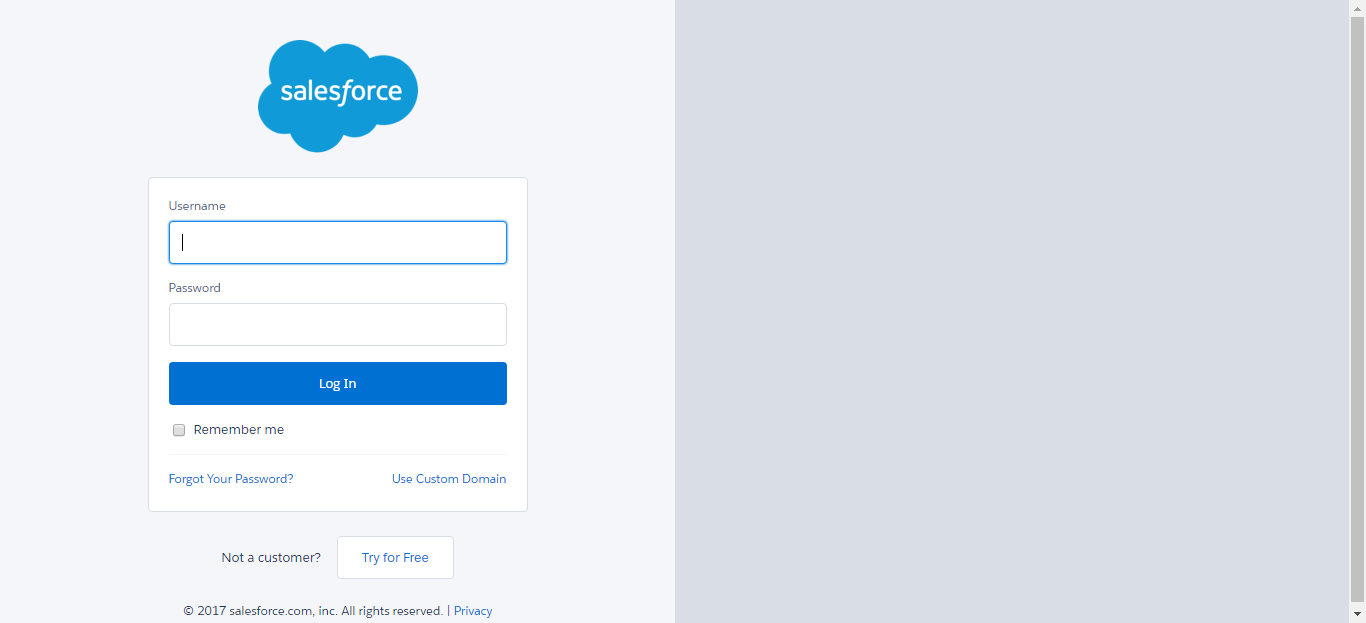 salesforce
Username
Password
Log In
Remember me
Forgot Your Password? Use Custom Domain
Not a customer? Try for Free
© 2017 salesforce.com, inc. All rights reserved. | Privacy